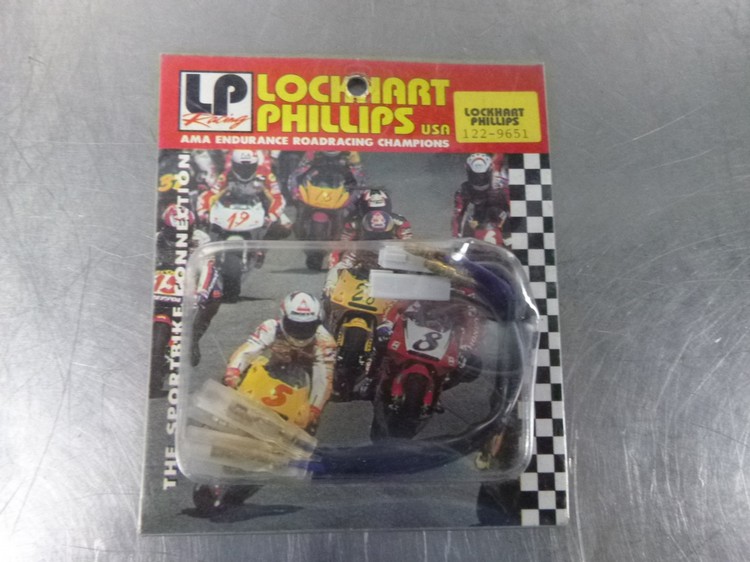 LP
Racing
LOCKHART
PHILLIPS USA
AMA ENDURANCE ROADRACING CHAMPIONS
LOCKHART
PHILLIPS
122-9651
THE SPORTBIKE CONNECTION
19
8
5